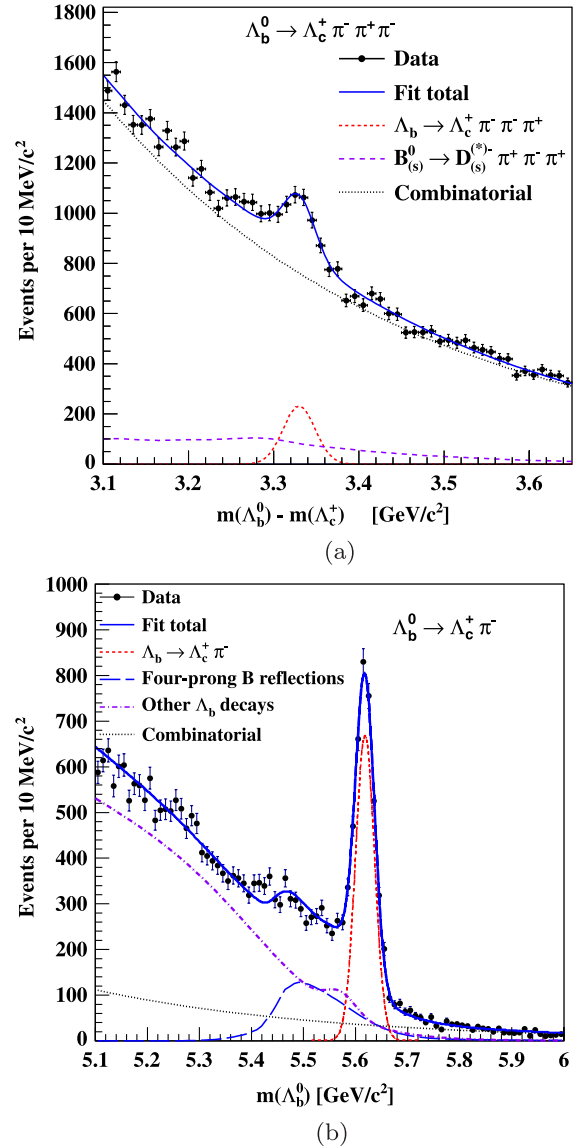 Λb0 → Λc+ π- π+ π-
Data
Fit total
Λb → Λc+ π- π- π+
B(s)0 → D(s)(*)- π+ π- π+
Combinatorial
Events per 10 MeV/c2
1800
1600
1400
1200
1000
800
600
400
200
0
3.1 3.2 3.3 3.4 3.5 3.6
m(Λb0) - m(Λc+) [GeV/c2]
(a)
Λb0 → Λc+ π-
Data
Fit total
Λb → Λc+ π-
Four-prong B reflections
Other Λb decays
Combinatorial
Events per 10 MeV/c2
1000
900
800
700
600
500
400
300
200
100
0
5.1 5.2 5.3 5.4 5.5 5.6 5.7 5.8 5.9 6
m(Λb0) [GeV/c2]
(b)